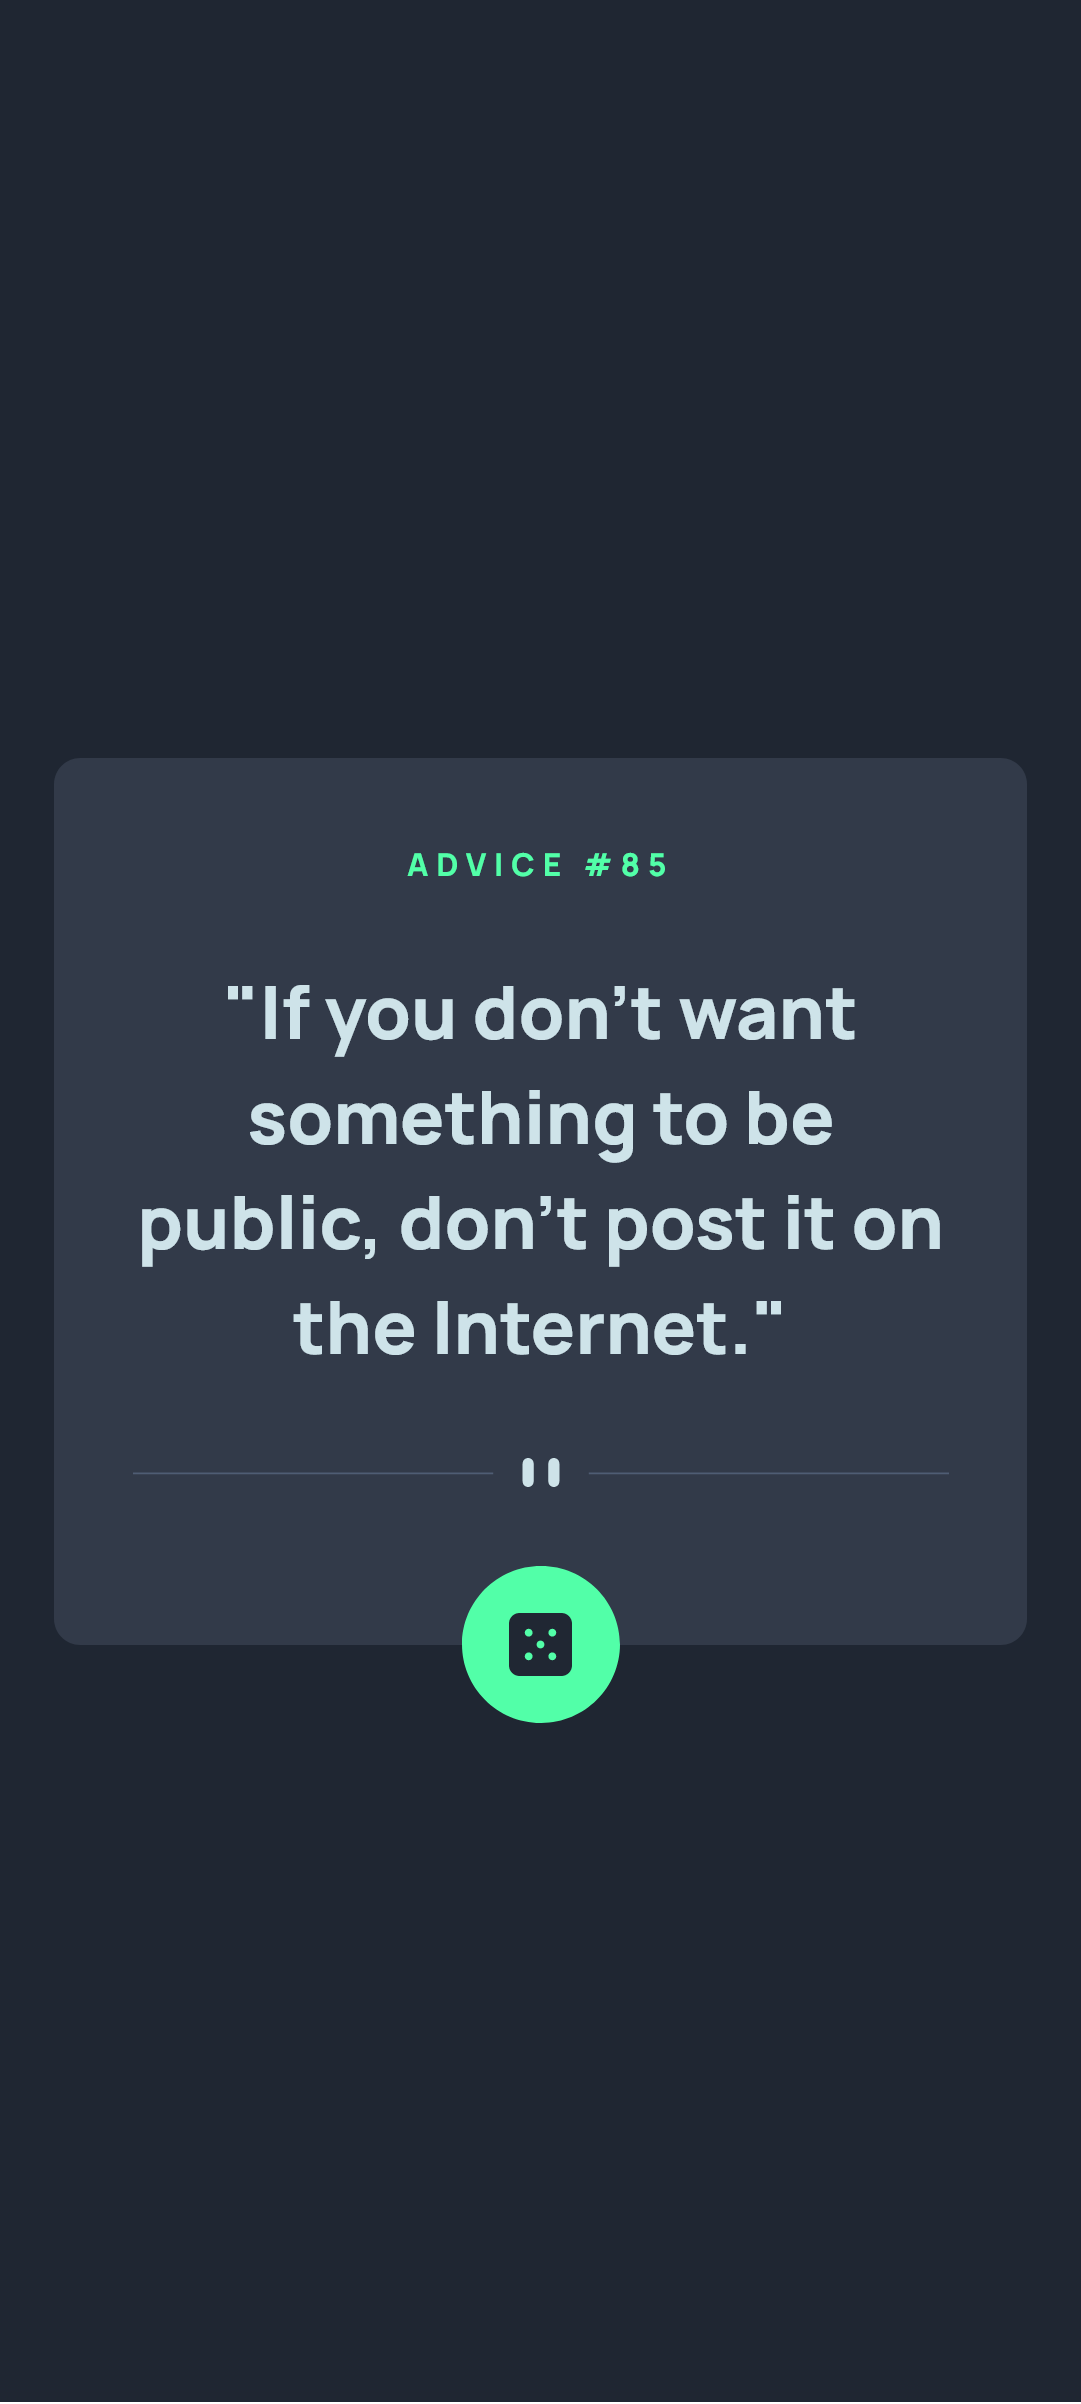 ADVICE #85
"If you don’t want
something to be
public, don’t post it on
the Internet."